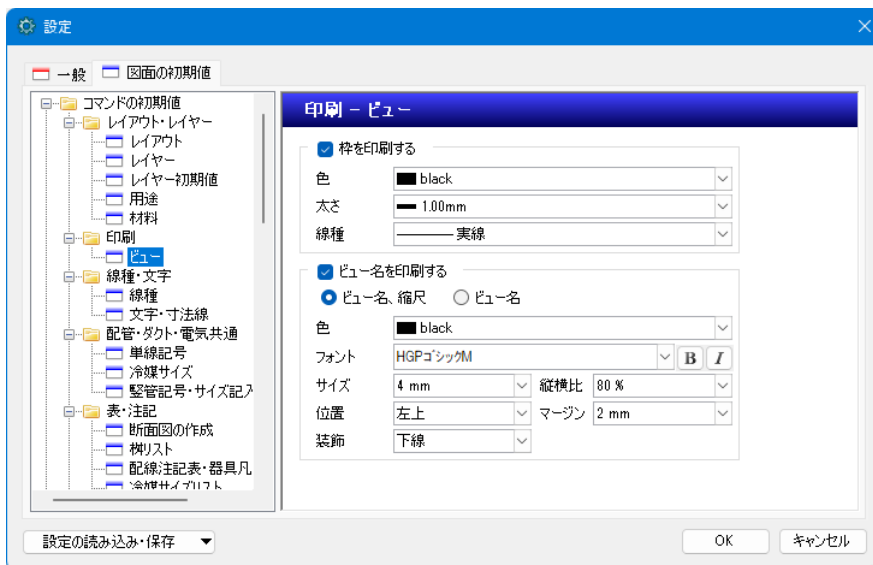 設定
一般 図面の初期値
コマンドの初期値
レイアウト・レイヤー
レイアウト
レイヤー
レイヤー初期値
用途
材料
印刷
ビュー
線種・文字
線種
文字・寸法線
配管・ダクト・電気共通
単線記号
冷媒サイズ
竪管記号・サイズ記入
表・注記
断面図の作成
桝リスト
配線注記表・器具凡
冷媒サイズリスト
印刷 - ビュー
枠を印刷する
色 black
太さ 1.00mm
線種 実線
ビュー名を印刷する
ビュー名、縮尺 ビュー名
色 black
フォント HGPｺﾞｼｯｸM B I
サイズ 4 mm 縦横比 80 %
位置 左上 マージン 2 mm
装飾 下線
設定の読み込み・保存 OK キャンセル